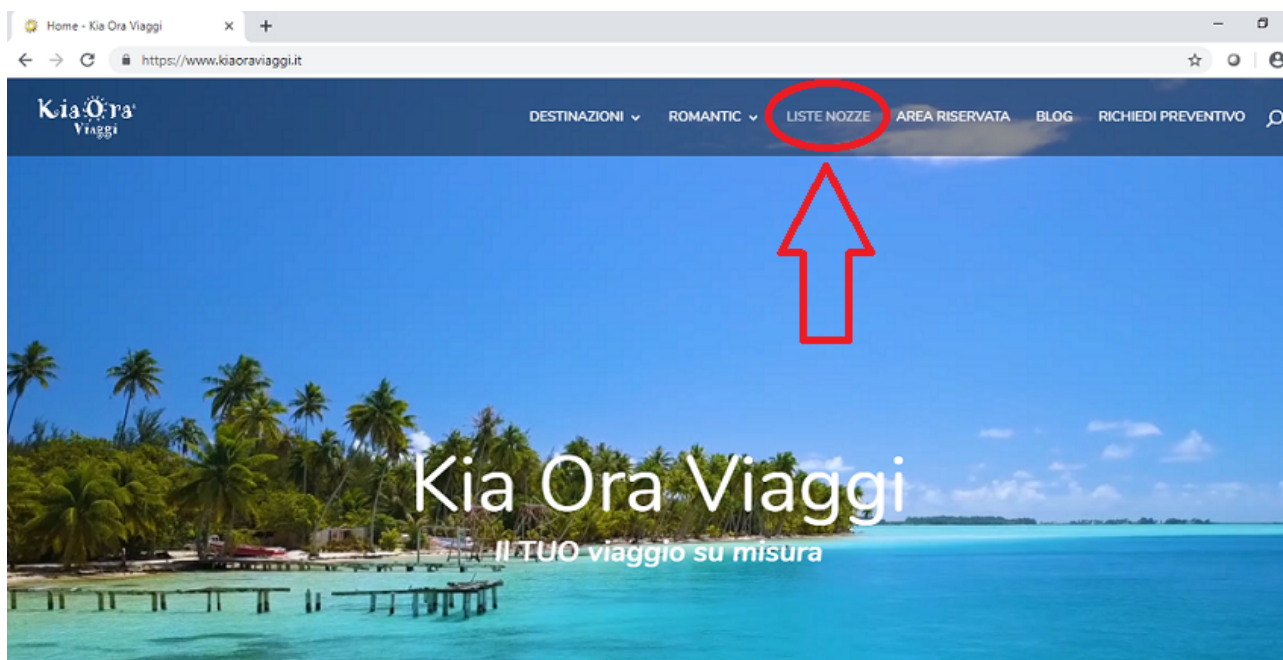 Home - Kia Ora Viaggi
https://www.kiaoraviaggi.it
Kia Ora
Viaggi
DESTINAZIONI
ROMANTIC
LISTE NOZZE
AREA RISERVATA
BLOG
RICHIEDI PREVENTIVO
Kia Ora Viaggi
Il TUO viaggio su misura